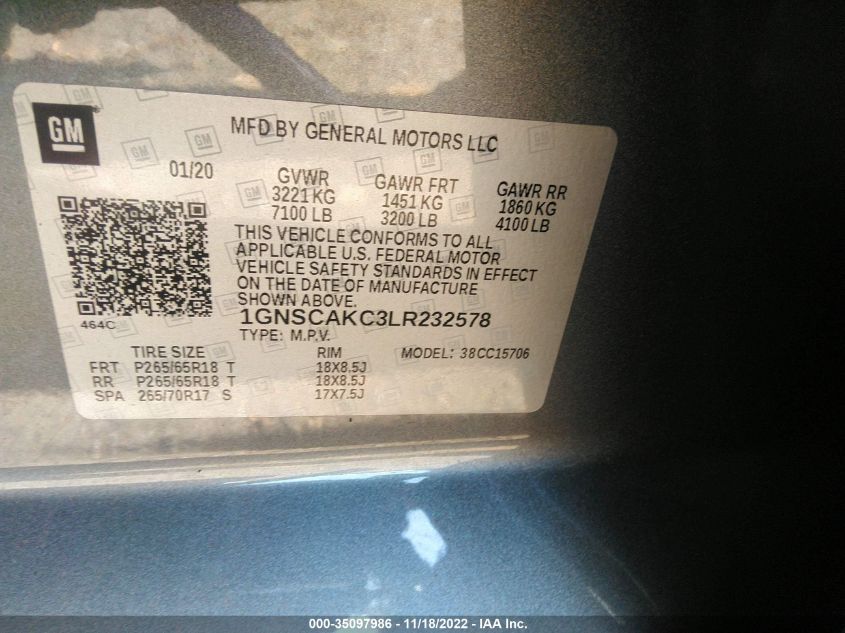 GM
MFD BY GENERAL MOTORS LLC
01/20
GVWR
3221 KG
7100 LB
GAWR FRT
1451 KG
3200 LB
GAWR RR
1860 KG
4100 LB
THIS VEHICLE CONFORMS TO ALL
APPLICABLE U.S. FEDERAL MOTOR
VEHICLE SAFETY STANDARDS IN EFFECT
ON THE DATE OF MANUFACTURE
SHOWN ABOVE.
464C
1GNSCAKC3LR232578
TYPE: M.P.V.
MODEL: 38CC15706
TIRE SIZE RIM
FRT P265/65R18 T 18X8.5J
RR P265/65R18 T 18X8.5J
SPA 265/70R17 S 17X7.5J
000-35097986 - 11/18/2022 - IAA Inc.